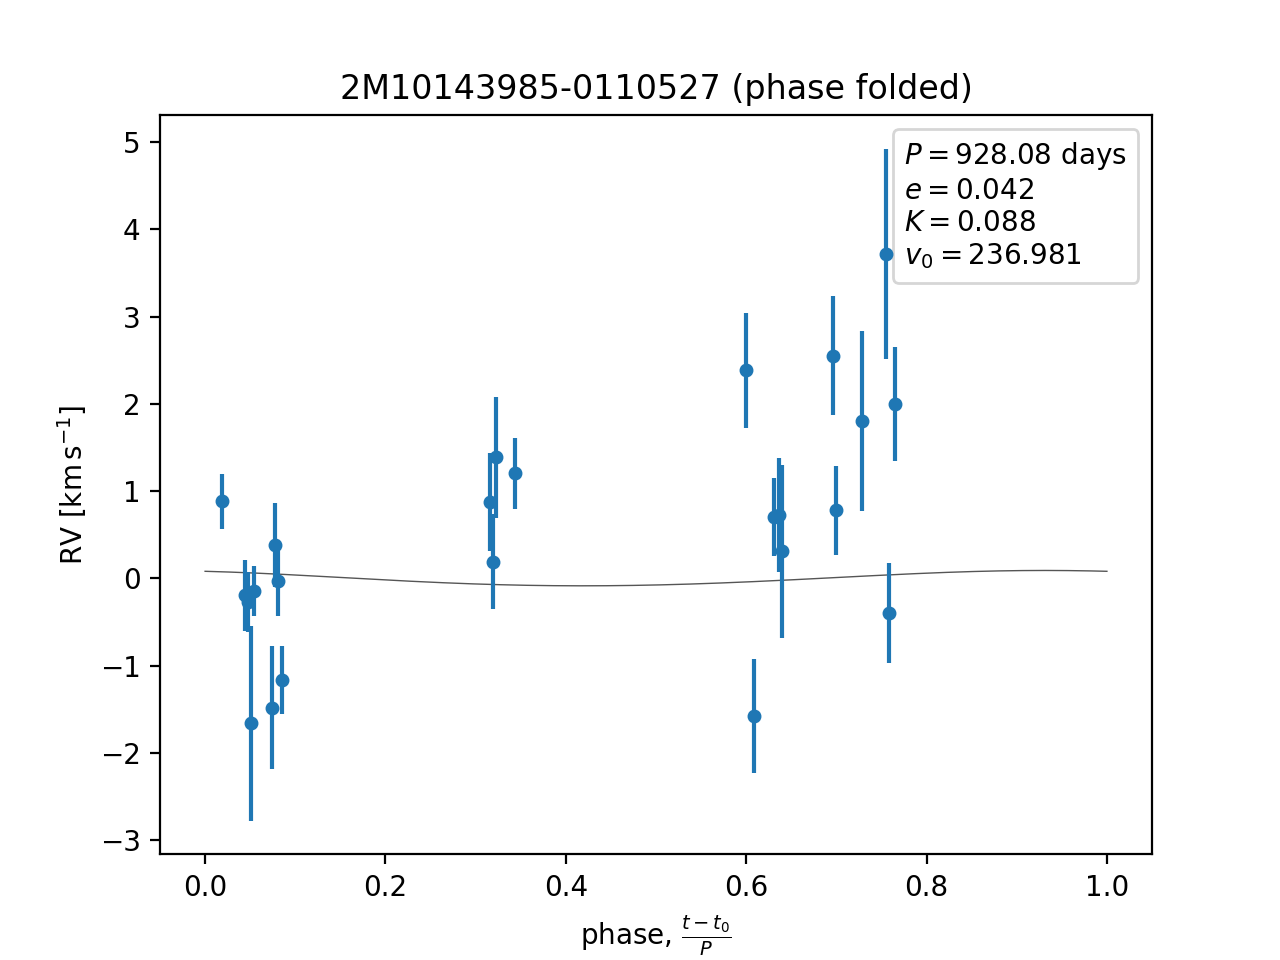 2M10143985-0110527 (phase folded)
P = 928.08 days
e = 0.042
K = 0.088
v₀ = 236.981
RV [km s⁻¹]
5
4
3
2
1
0
−1
−2
−3
0.0 0.2 0.4 0.6 0.8 1.0
phase, (t − t₀)/P